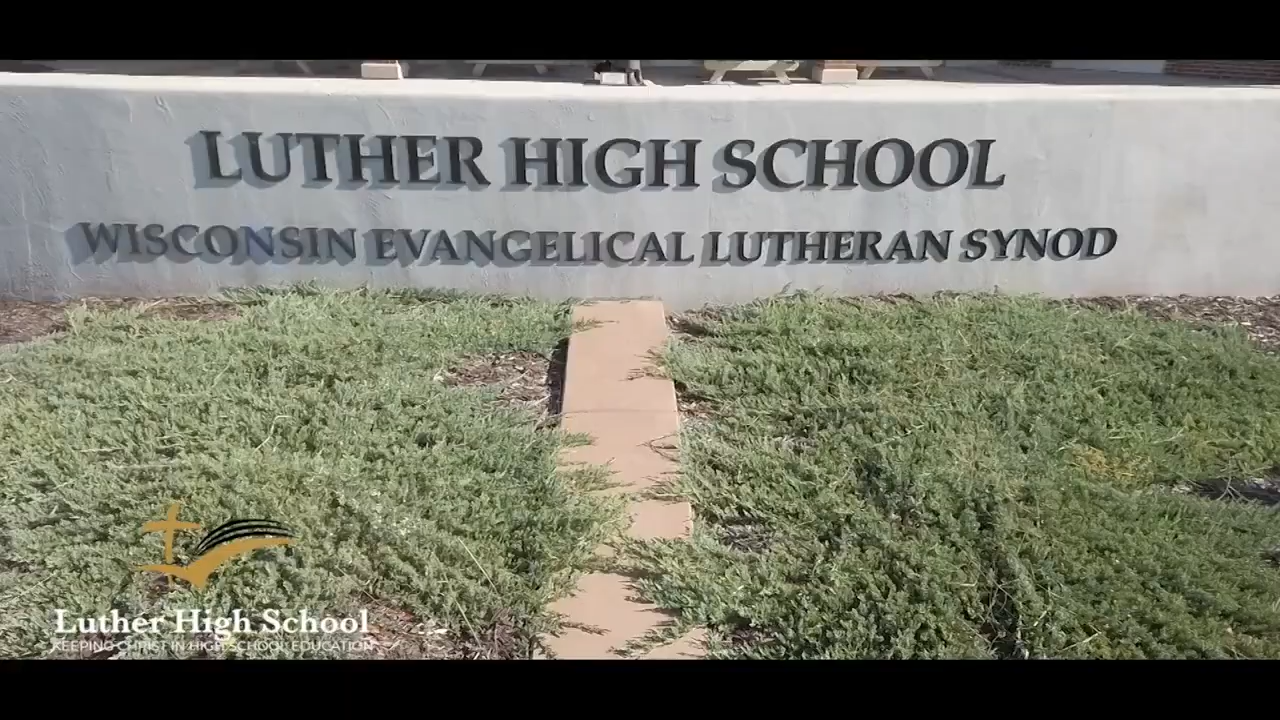 LUTHER HIGH SCHOOL
WISCONSIN EVANGELICAL LUTHERAN SYNOD
Luther High School
KEEPING CHRIST IN HIGH SCHOOL EDUCATION